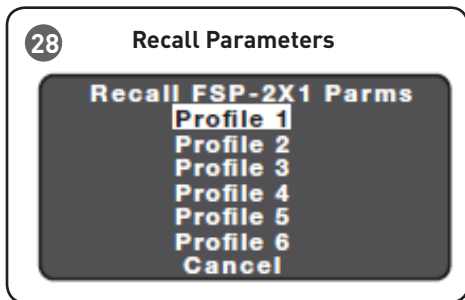 28 Recall Parameters
Recall FSP-2X1 Parms
Profile 1
Profile 2
Profile 3
Profile 4
Profile 5
Profile 6
Cancel